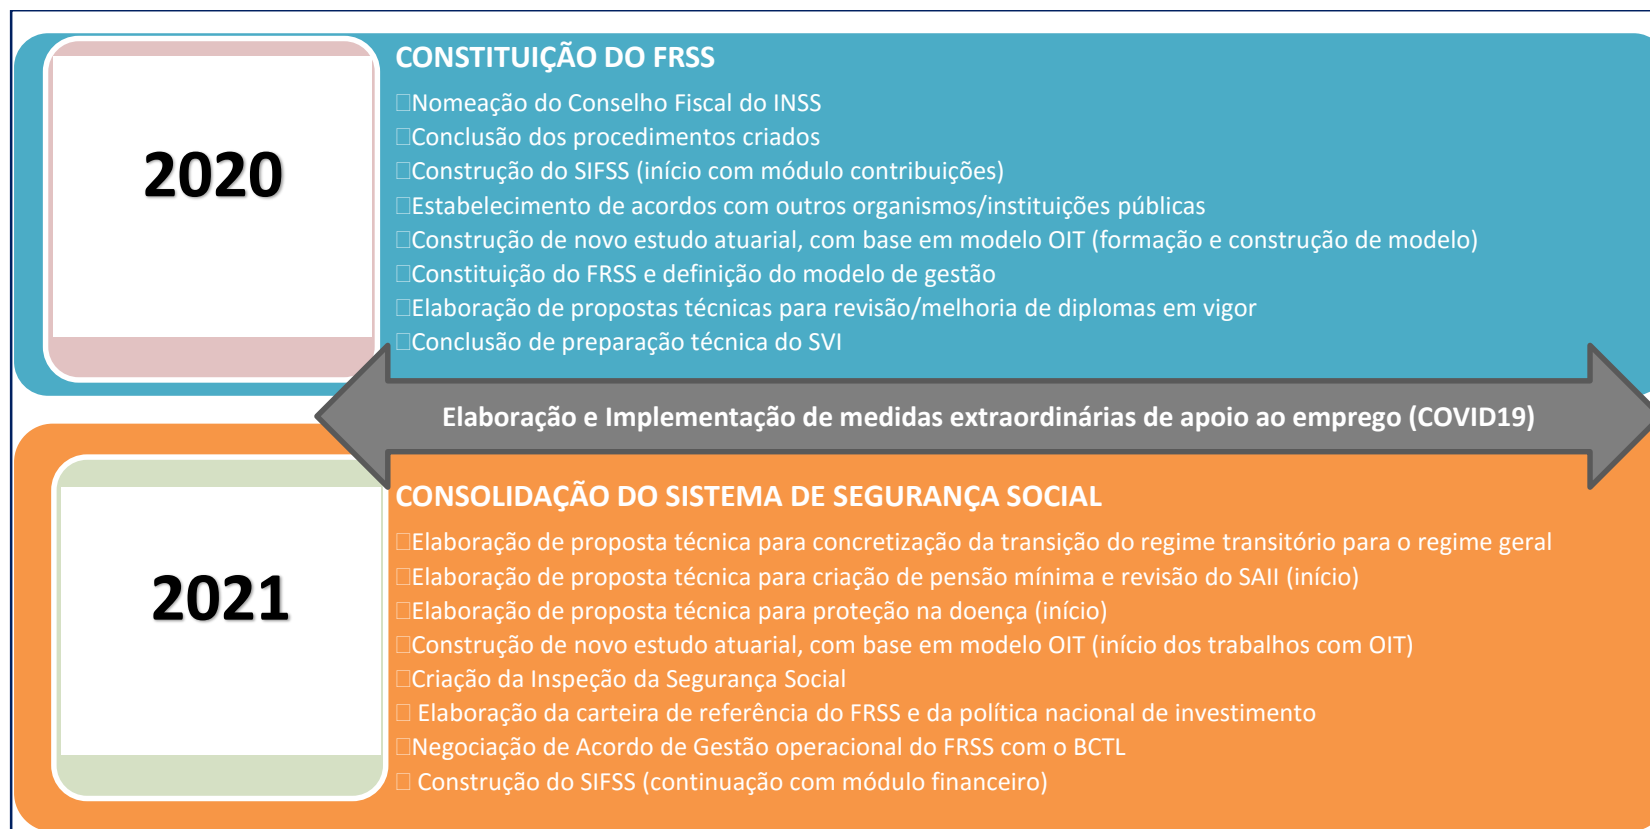 2020
CONSTITUIÇÃO DO FRSS
□Nomeação do Conselho Fiscal do INSS
□Conclusão dos procedimentos criados
□Construção do SIFSS (início com módulo contribuições)
□Estabelecimento de acordos com outros organismos/instituições públicas
□Construção de novo estudo atuarial, com base em modelo OIT (formação e construção de modelo)
□Constituição do FRSS e definição do modelo de gestão
□Elaboração de propostas técnicas para revisão/melhoria de diplomas em vigor
□Conclusão de preparação técnica do SVI
Elaboração e Implementação de medidas extraordinárias de apoio ao emprego (COVID19)
2021
CONSOLIDAÇÃO DO SISTEMA DE SEGURANÇA SOCIAL
□Elaboração de proposta técnica para concretização da transição do regime transitório para o regime geral
□Elaboração de proposta técnica para criação de pensão mínima e revisão do SAII (início)
□Elaboração de proposta técnica para proteção na doença (início)
□Construção de novo estudo atuarial, com base em modelo OIT (início dos trabalhos com OIT)
□Criação da Inspeção da Segurança Social
□ Elaboração da carteira de referência do FRSS e da política nacional de investimento
□Negociação de Acordo de Gestão operacional do FRSS com o BCTL
□ Construção do SIFSS (continuação com módulo financeiro)